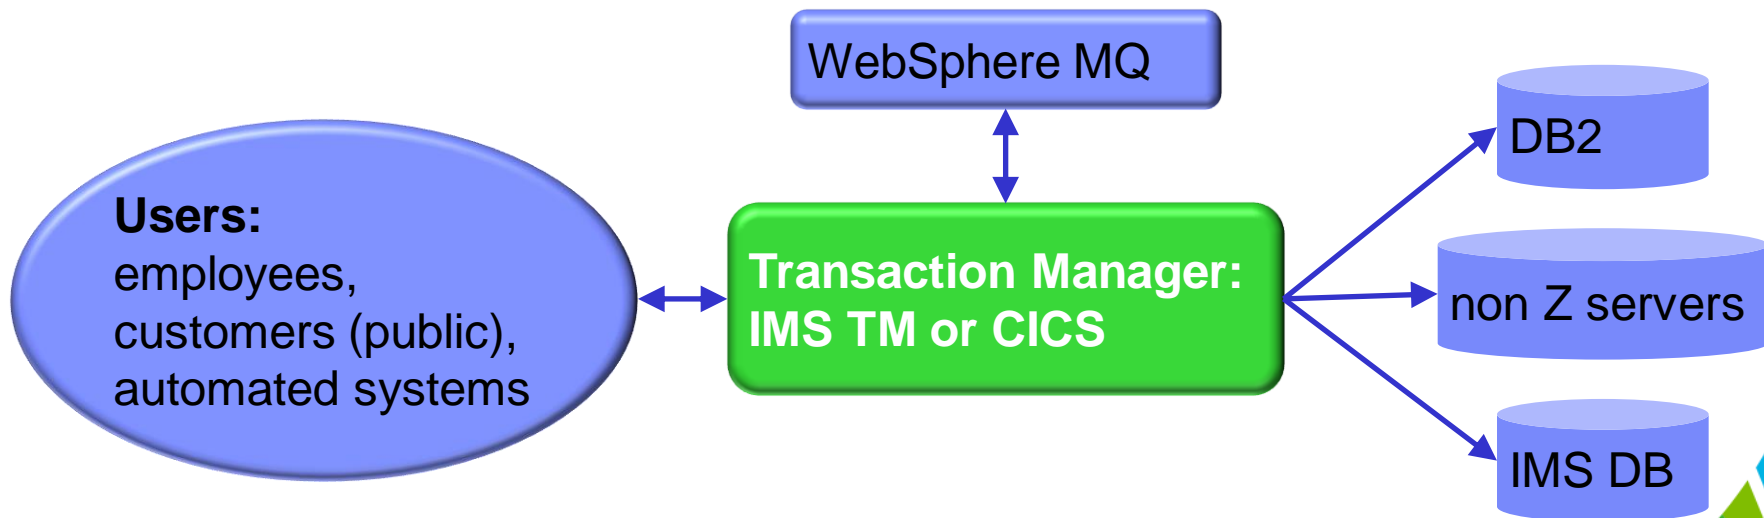 WebSphere MQ
Users:
employees,
customers (public),
automated systems
Transaction Manager:
IMS TM or CICS
DB2
non Z servers
IMS DB